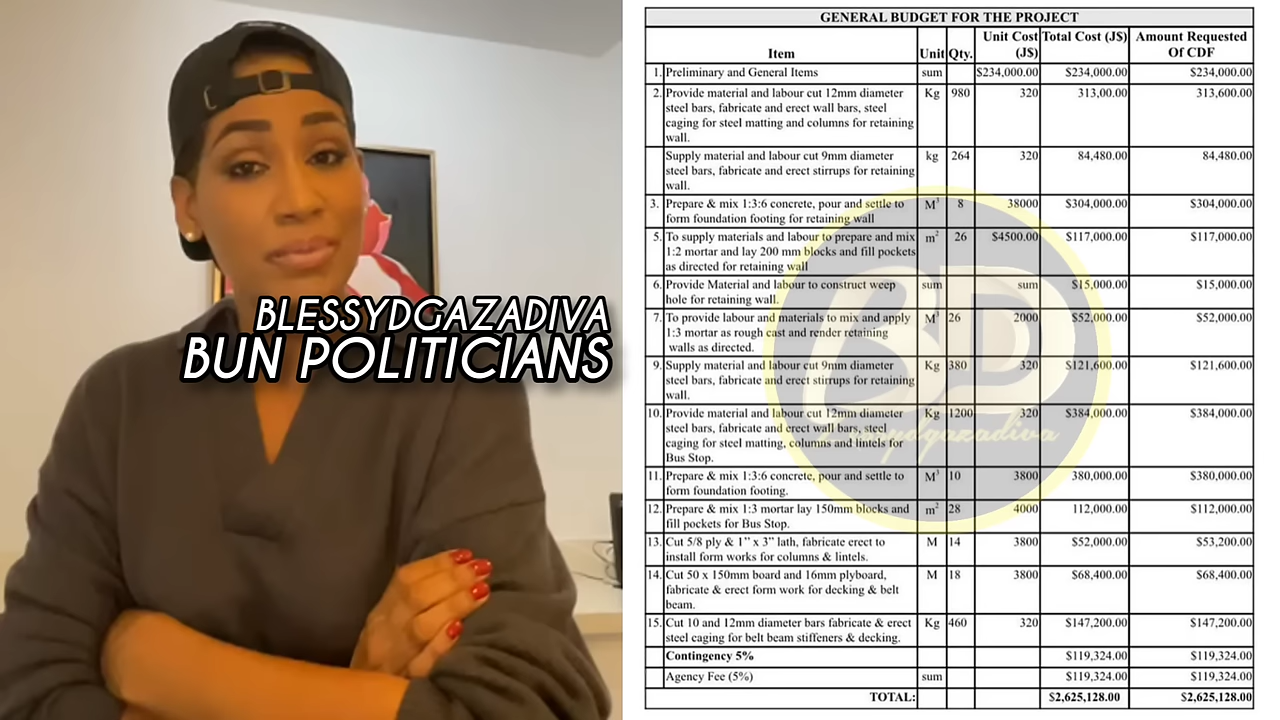 BLESSYDGAZADIVA
BUN POLITICIANS
GENERAL BUDGET FOR THE PROJECT
Item Unit Qty. Unit Cost (J$) Total Cost (J$) Amount Requested Of CDF
1. Preliminary and General Items sum $234,000.00 $234,000.00 $234,000.00
2. Provide material and labour cut 12mm diameter Kg 980 320 313,00.00 313,600.00
steel bars, fabricate and erect wall bars, steel
caging for steel matting and columns for retaining
wall.
Supply material and labour cut 9mm diameter kg 264 320 84,480.00 84,480.00
steel bars, fabricate and erect stirrups for retaining
wall.
3. Prepare & mix 1:3:6 concrete, pour and settle to M³ 8 38000 $304,000.00 $304,000.00
form foundation footing for retaining wall
5. To supply materials and labour to prepare and mix m² 26 $4500.00 $117,000.00 $117,000.00
1:2 mortar and lay 200 mm blocks and fill pockets
as directed for retaining wall
6. Provide Material and labour to construct weep sum sum $15,000.00 $15,000.00
hole for retaining wall.
7. To provide labour and materials to mix and apply M³ 26 2000 $52,000.00 $52,000.00
1:3 mortar as rough cast and render retaining
walls as directed.
9. Supply material and labour cut 9mm diameter Kg 380 320 $121,600.00 $121,600.00
steel bars, fabricate and erect stirrups for retaining
wall.
10. Provide material and labour cut 12mm diameter Kg 1200 320 $384,000.00 $384,000.00
steel bars, fabricate and erect wall bars, steel
caging for steel matting, columns and lintels for
Bus Stop.
11. Prepare & mix 1:3:6 concrete, pour and settle to M³ 10 3800 380,000.00 $380,000.00
form foundation footing.
12. Prepare & mix 1:3 mortar lay 150mm blocks and m² 28 4000 112,000.00 $112,000.00
fill pockets for Bus Stop.
13. Cut 5/8 ply & 1” x 3” lath, fabricate erect to M 14 3800 $52,000.00 $53,200.00
install form works for columns & lintels.
14. Cut 50 x 150mm board and 16mm plyboard, M 18 3800 $68,400.00 $68,400.00
fabricate & erect form work for decking & belt
beam.
15. Cut 10 and 12mm diameter bars fabricate & erect Kg 460 320 $147,200.00 $147,200.00
steel caging for belt beam stiffeners & decking.
Contingency 5% $119,324.00 $119,324.00
Agency Fee (5%) sum $119,324.00 $119,324.00
TOTAL: $2,625,128.00 $2,625,128.00
BD
Blessydgazadiva